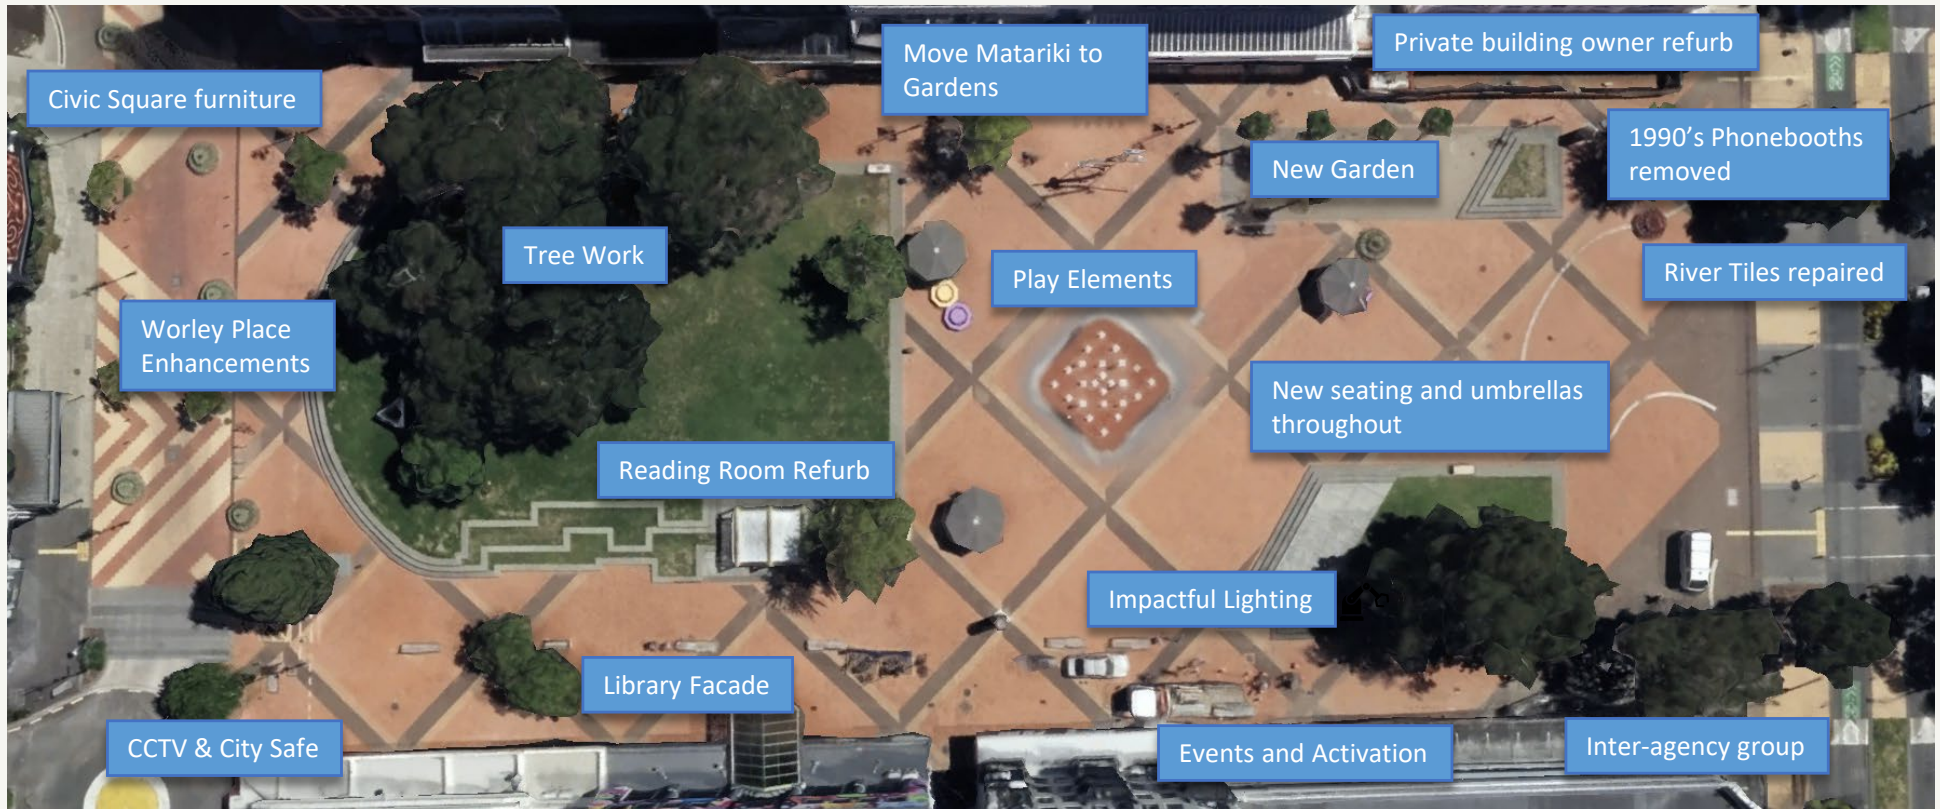 Move Matariki to
Gardens
Private building owner refurb
Civic Square furniture
1990's Phonebooths
removed
New Garden
Tree Work
Play Elements
River Tiles repaired
Worley Place
Enhancements
New seating and umbrellas
throughout
Reading Room Refurb
Impactful Lighting
Library Facade
CCTV & City Safe
Events and Activation
Inter-agency group